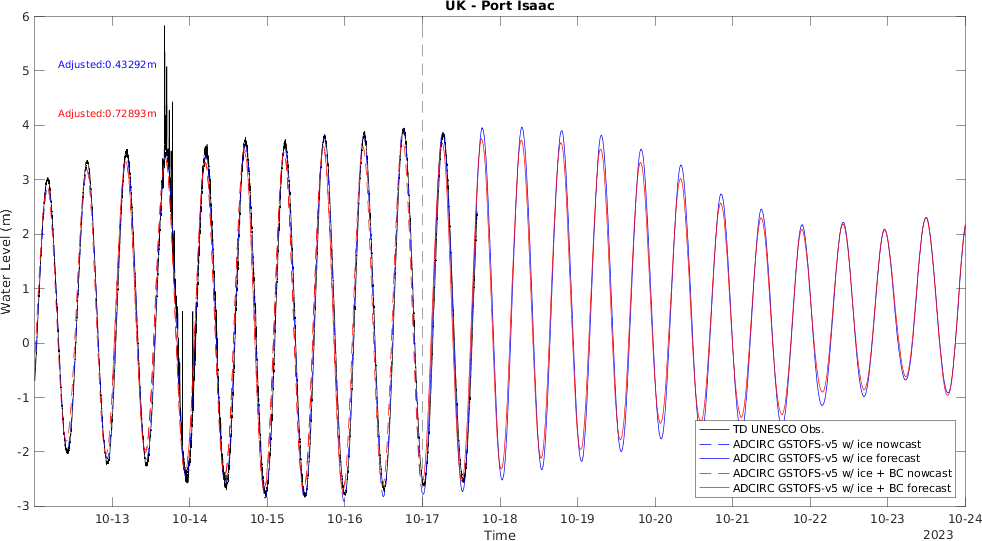 UK - Port Isaac
6
5
4
3
2
1
0
-1
-2
-3
Water Level (m)
Adjusted:0.43292m
Adjusted:0.72893m
TD UNESCO Obs.
ADCIRC GSTOFS-v5 w/ ice nowcast
ADCIRC GSTOFS-v5 w/ ice forecast
ADCIRC GSTOFS-v5 w/ ice + BC nowcast
ADCIRC GSTOFS-v5 w/ ice + BC forecast
10-13 10-14 10-15 10-16 10-17 10-18 10-19 10-20 10-21 10-22 10-23 10-24
Time
2023